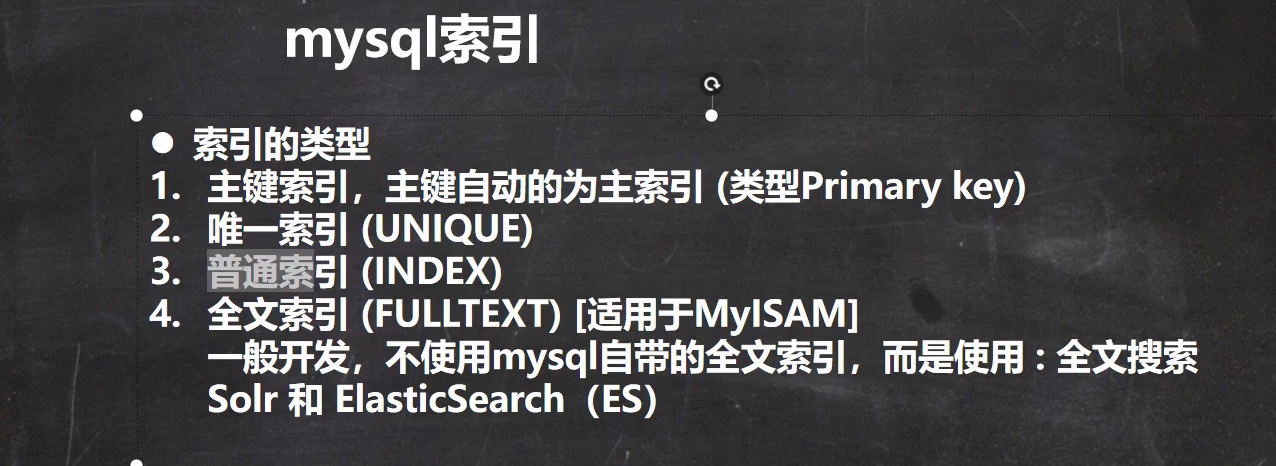 mysql索引
● 索引的类型
1. 主键索引，主键自动的为主索引 (类型Primary key)
2. 唯一索引 (UNIQUE)
3. 普通索引 (INDEX)
4. 全文索引 (FULLTEXT) [适用于MyISAM]
一般开发，不使用mysql自带的全文索引，而是使用：全文搜索
Solr 和 ElasticSearch（ES）